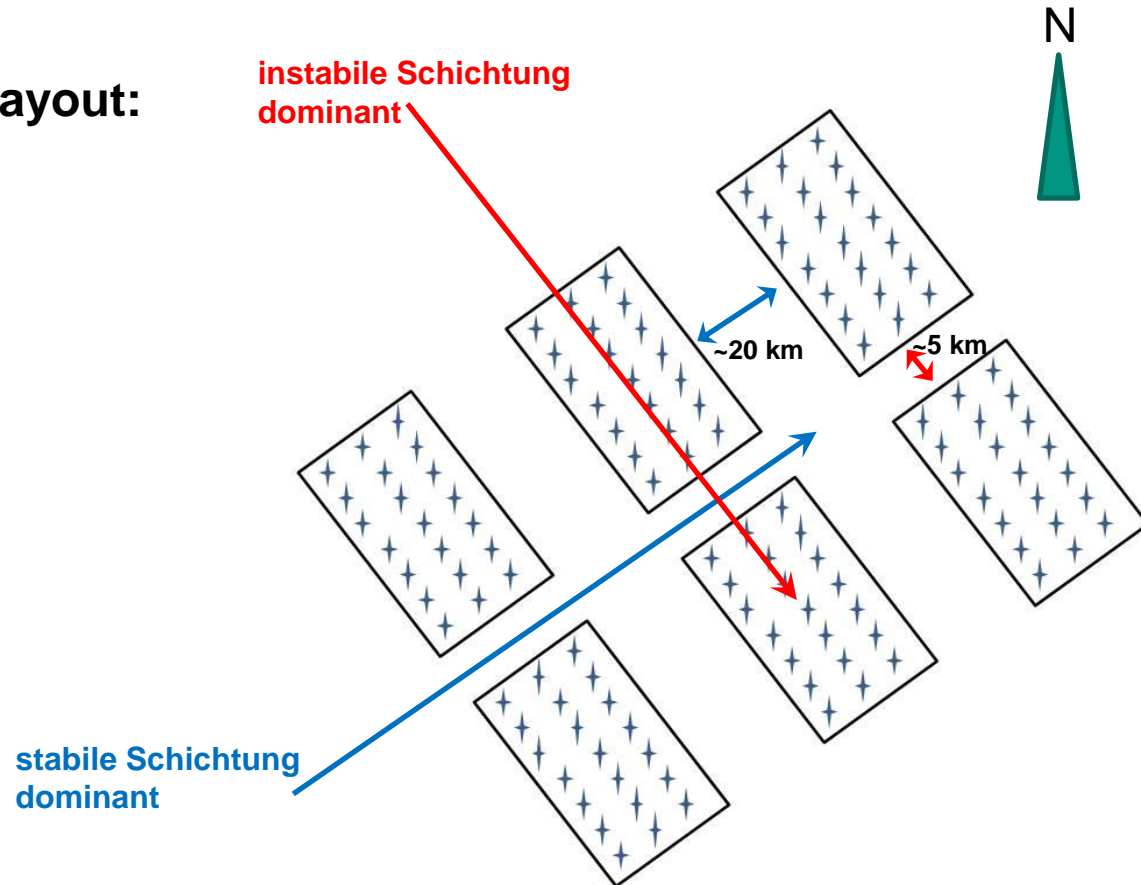 N
instabile Schichtung
dominant
ayout:
~20 km
~5 km
stabile Schichtung
dominant